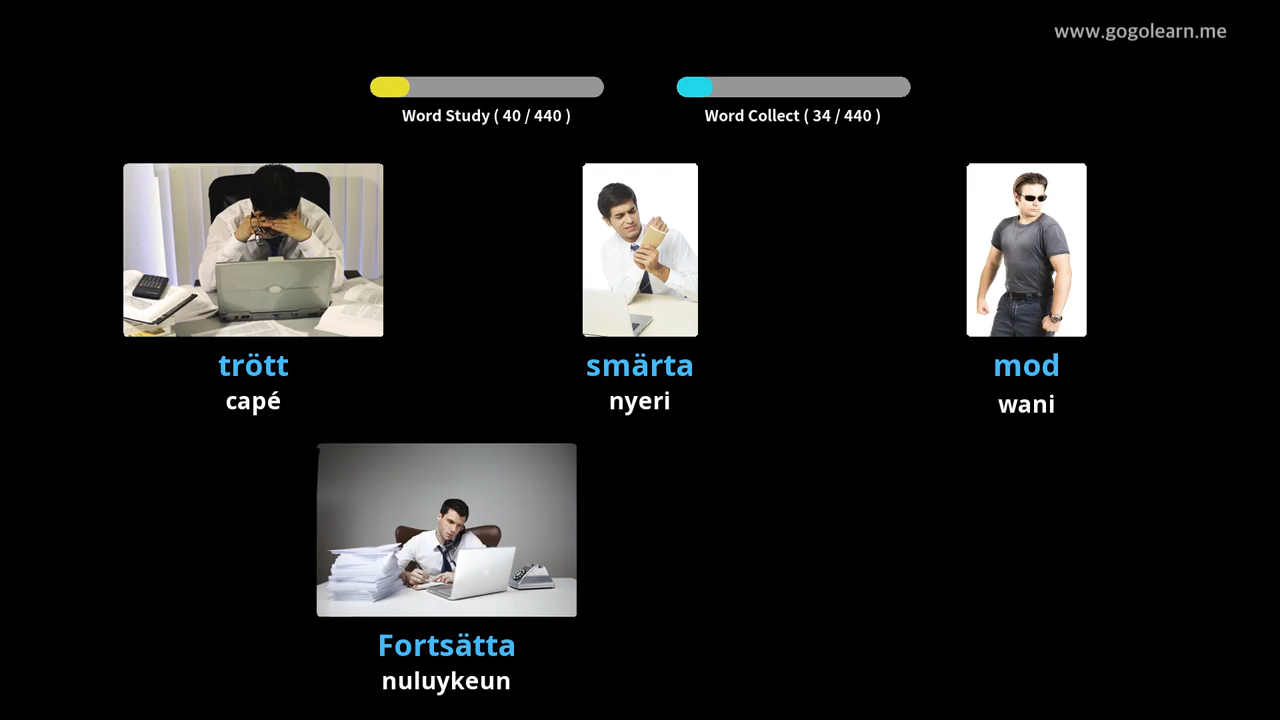 www.gogolearn.me
Word Study ( 40 / 440 )
Word Collect ( 34 / 440 )
trött
capé
smärta
nyeri
mod
wani
Fortsätta
nuluykeun